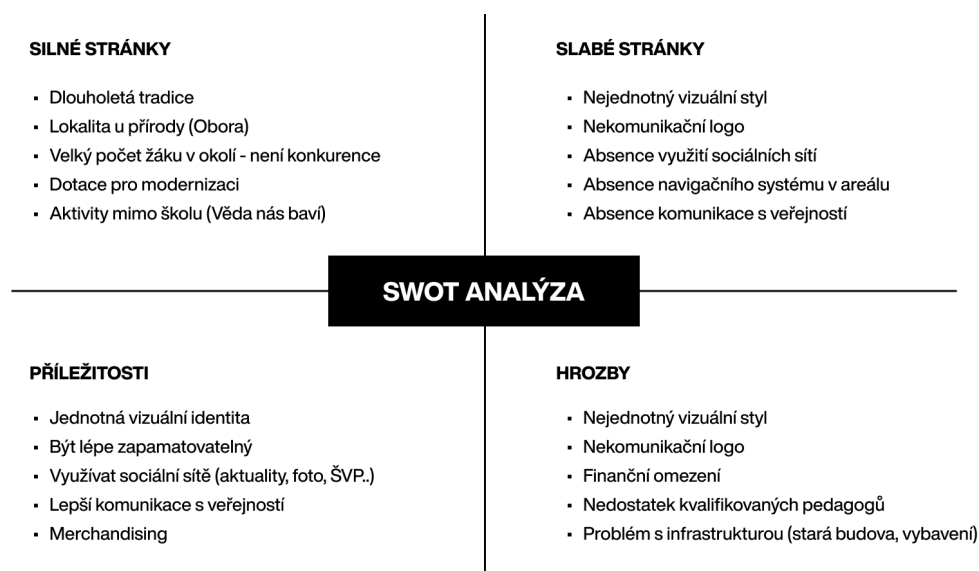 SILNÉ STRÁNKY
▪ Dlouholetá tradice
▪ Lokalita u přírody (Obora)
▪ Velký počet žáku v okolí - není konkurence
▪ Dotace pro modernizaci
▪ Aktivity mimo školu (Věda nás baví)
SLABÉ STRÁNKY
▪ Nejednotný vizuální styl
▪ Nekomunikační logo
▪ Absence využití sociálních sítí
▪ Absence navigačního systému v areálu
▪ Absence komunikace s veřejností
SWOT ANALÝZA
PŘÍLEŽITOSTI
▪ Jednotná vizuální identita
▪ Být lépe zapamatovatelný
▪ Využívat sociální sítě (aktuality, foto, ŠVP..)
▪ Lepší komunikace s veřejností
▪ Merchandising
HROZBY
▪ Nejednotný vizuální styl
▪ Nekomunikační logo
▪ Finanční omezení
▪ Nedostatek kvalifikovaných pedagogů
▪ Problém s infrastrukturou (stará budova, vybavení)